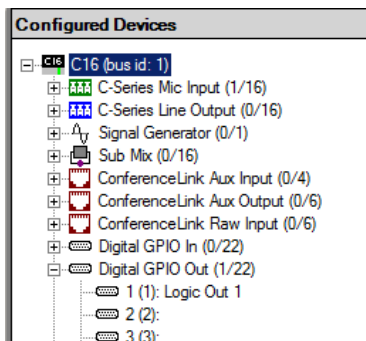 Configured Devices
C16 C16 (bus id: 1)
C-Series Mic Input (1/16)
C-Series Line Output (0/16)
Signal Generator (0/1)
Sub Mix (0/16)
ConferenceLink Aux Input (0/4)
ConferenceLink Aux Output (0/6)
ConferenceLink Raw Input (0/6)
Digital GPIO In (0/22)
Digital GPIO Out (1/22)
1 (1): Logic Out 1
2 (2):
3 (3):